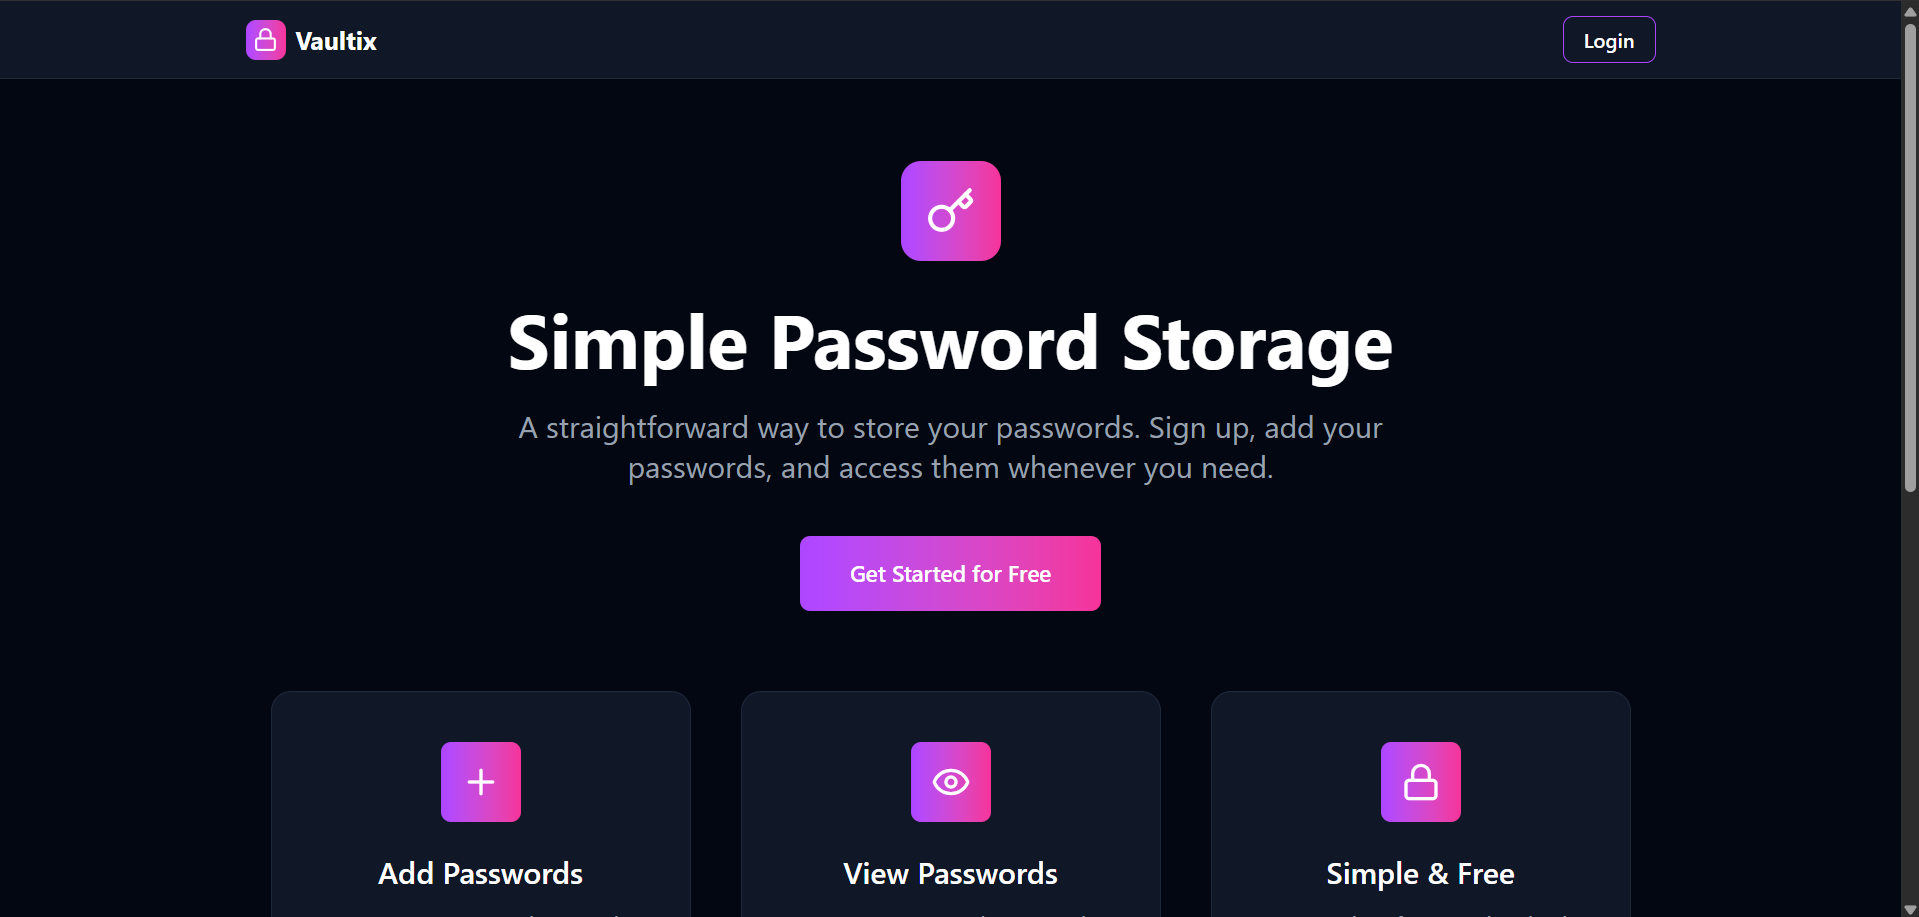 Vaultix
Login
Simple Password Storage
A straightforward way to store your passwords. Sign up, add your
passwords, and access them whenever you need.
Get Started for Free
Add Passwords
View Passwords
Simple & Free